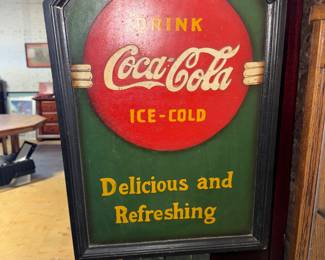 DRINK
Coca-Cola
ICE-COLD
Delicious and
Refreshing